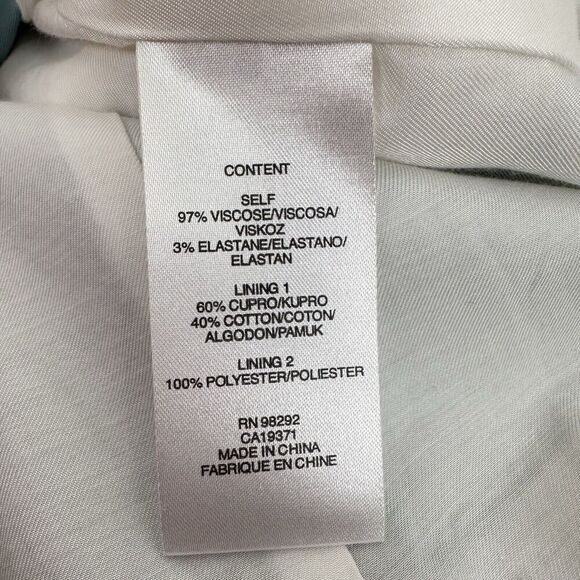 CONTENT
SELF
97% VISCOSE/VISCOSA/
VISKOZ
3% ELASTANE/ELASTANO/
ELASTAN
LINING 1
60% CUPRO/KUPRO
40% COTTON/COTON/
ALGODON/PAMUK
LINING 2
100% POLYESTER/POLIESTER
RN 98292
CA19371
MADE IN CHINA
FABRIQUE EN CHINE